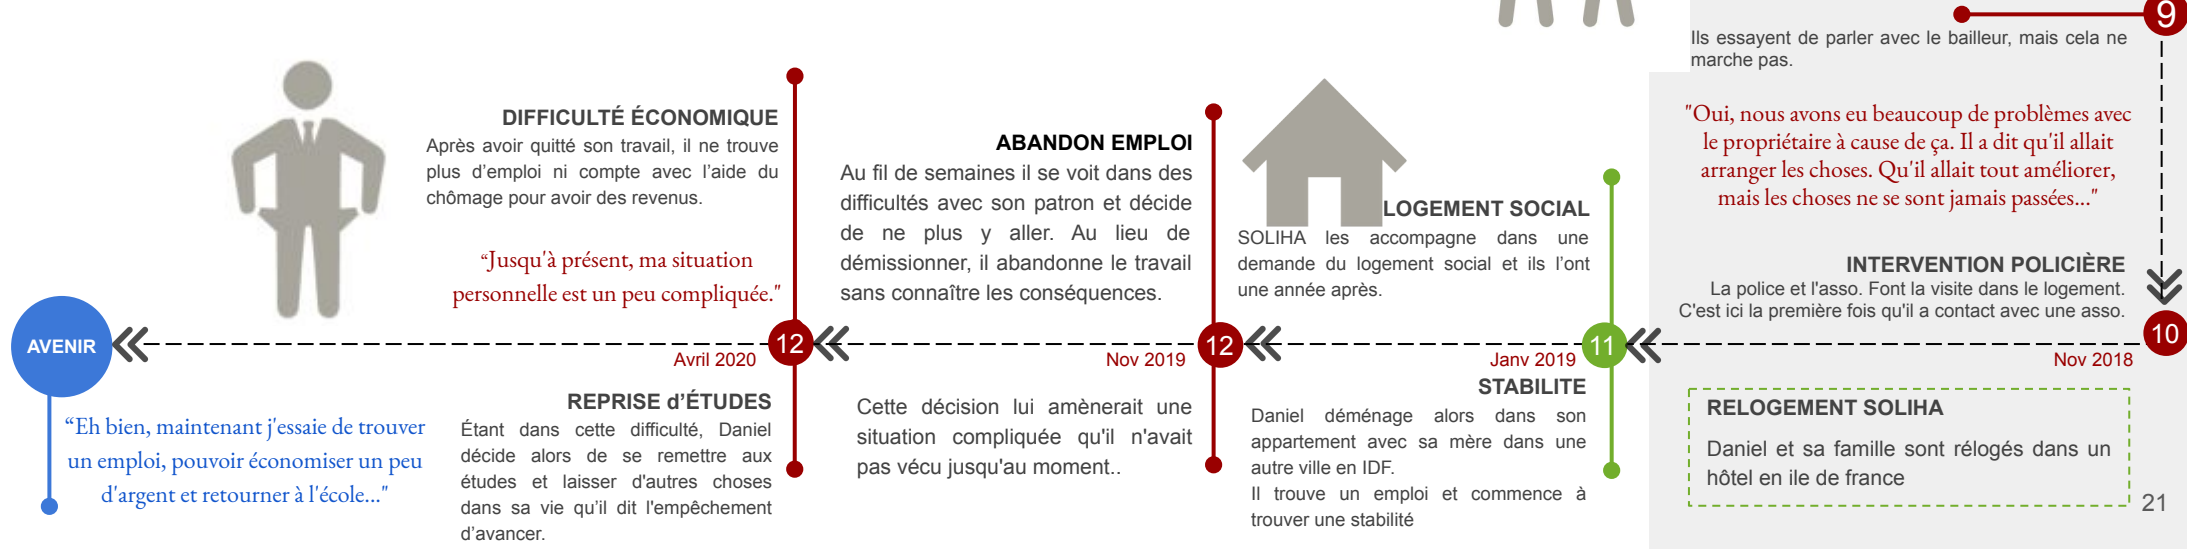 9
Ils essayent de parler avec le bailleur, mais cela ne
marche pas.
"Oui, nous avons eu beaucoup de problèmes avec
le propriétaire à cause de ça. Il a dit qu'il allait
arranger les choses. Qu'il allait tout améliorer,
mais les choses ne se sont jamais passées..."
INTERVENTION POLICIÈRE
La police et l'asso. Font la visite dans le logement.
C'est ici la première fois qu'il a contact avec une asso.
10
Nov 2018
RELOGEMENT SOLIHA
Daniel et sa famille sont rélogés dans un
hôtel en ile de france
21
LOGEMENT SOCIAL
SOLIHA les accompagne dans une
demande du logement social et ils l'ont
une année après.
11
Janv 2019
STABILITE
Daniel déménage alors dans son
appartement avec sa mère dans une
autre ville en IDF.
Il trouve un emploi et commence à
trouver une stabilité
ABANDON EMPLOI
Au fil de semaines il se voit dans des
difficultés avec son patron et décide
de ne plus y aller. Au lieu de
démissionner, il abandonne le travail
sans connaître les conséquences.
12
Nov 2019
Cette décision lui amènerait une
situation compliquée qu'il n'avait
pas vécu jusqu'au moment..
DIFFICULTÉ ÉCONOMIQUE
Après avoir quitté son travail, il ne trouve
plus d'emploi ni compte avec l'aide du
chômage pour avoir des revenus.
“Jusqu'à présent, ma situation
personnelle est un peu compliquée."
12
Avril 2020
REPRISE d'ÉTUDES
Étant dans cette difficulté, Daniel
décide alors de se remettre aux
études et laisser d'autres choses
dans sa vie qu'il dit l'empêchement
d'avancer.
AVENIR
“Eh bien, maintenant j'essaie de trouver
un emploi, pouvoir économiser un peu
d'argent et retourner à l'école..."